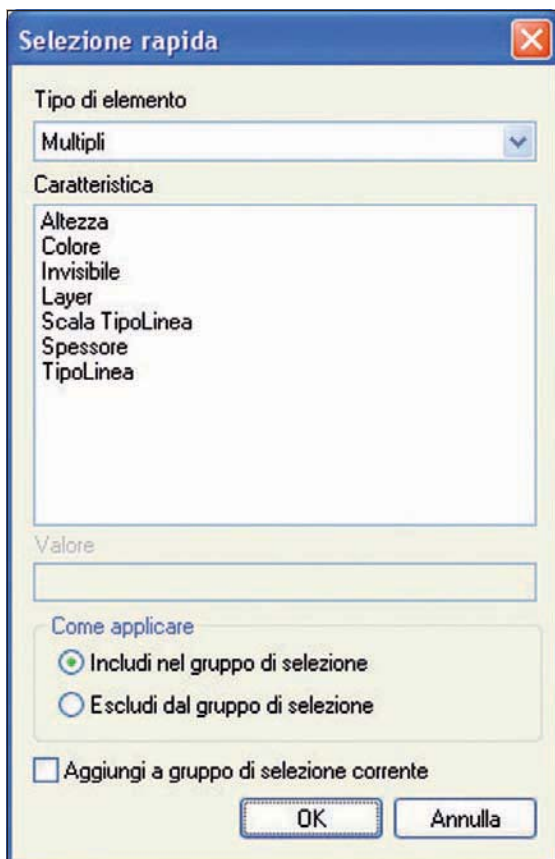 Selezione rapida
Tipo di elemento
Multipli
Caratteristica
Altezza
Colore
Invisibile
Layer
Scala TipoLinea
Spessore
TipoLinea
Valore
Come applicare
Includi nel gruppo di selezione
Escludi dal gruppo di selezione
Aggiungi a gruppo di selezione corrente
OK
Annulla